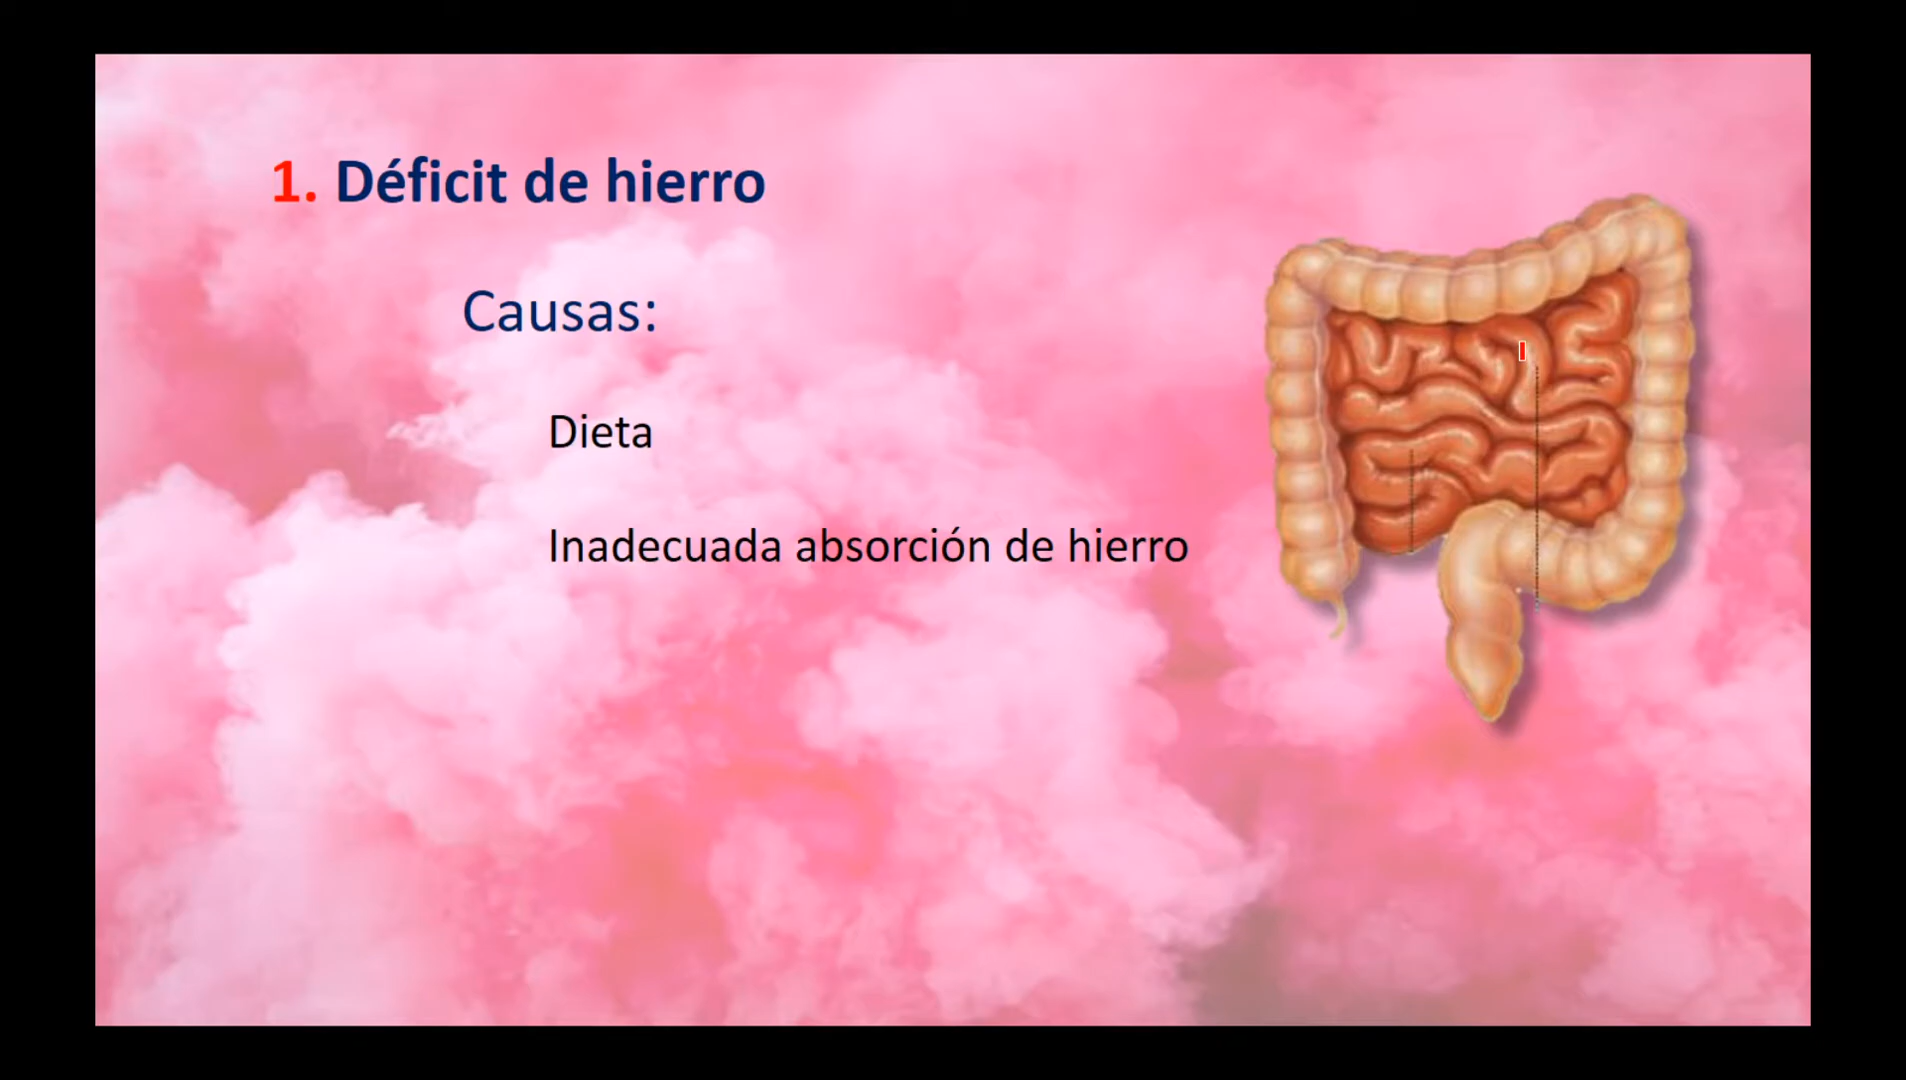 1. Déficit de hierro
Causas:
Dieta
Inadecuada absorción de hierro